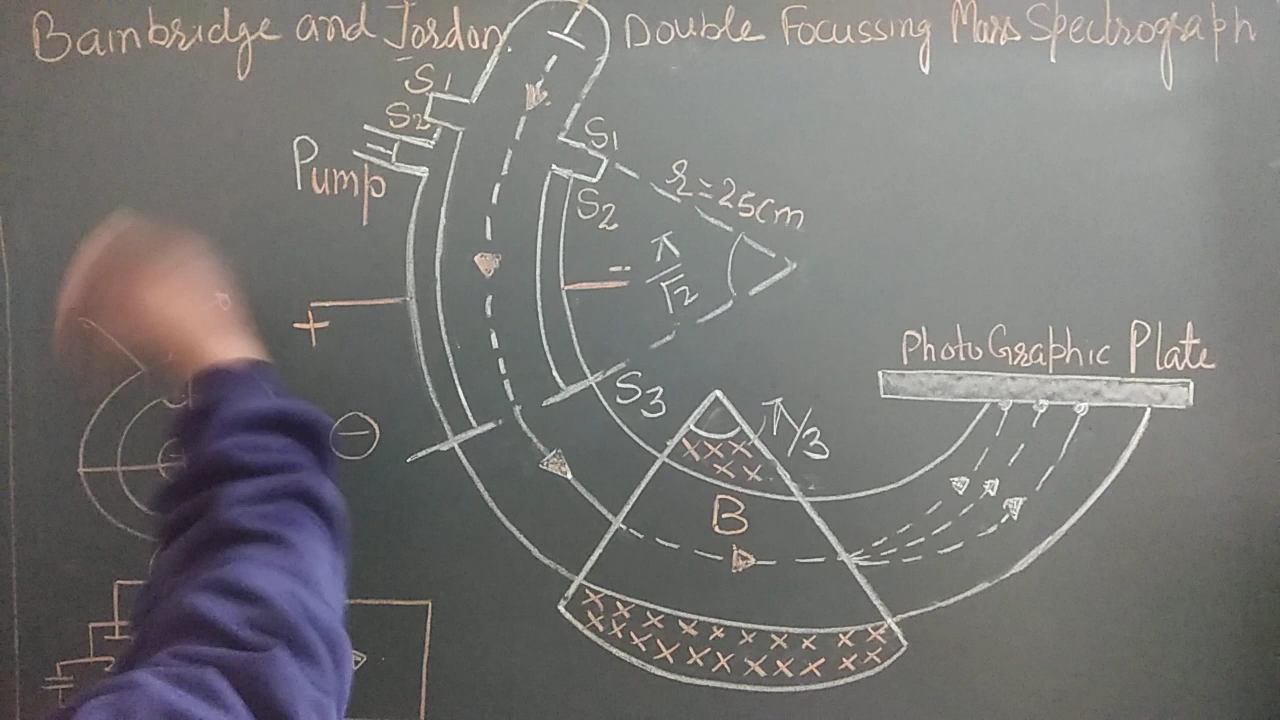 Bainbridge and Jordon Double Focussing Mass Spectrograph
S1
S2
Pump
S1
S2
r=25cm
π/√2
+
-
S3
π/3
B
Photo Graphic Plate